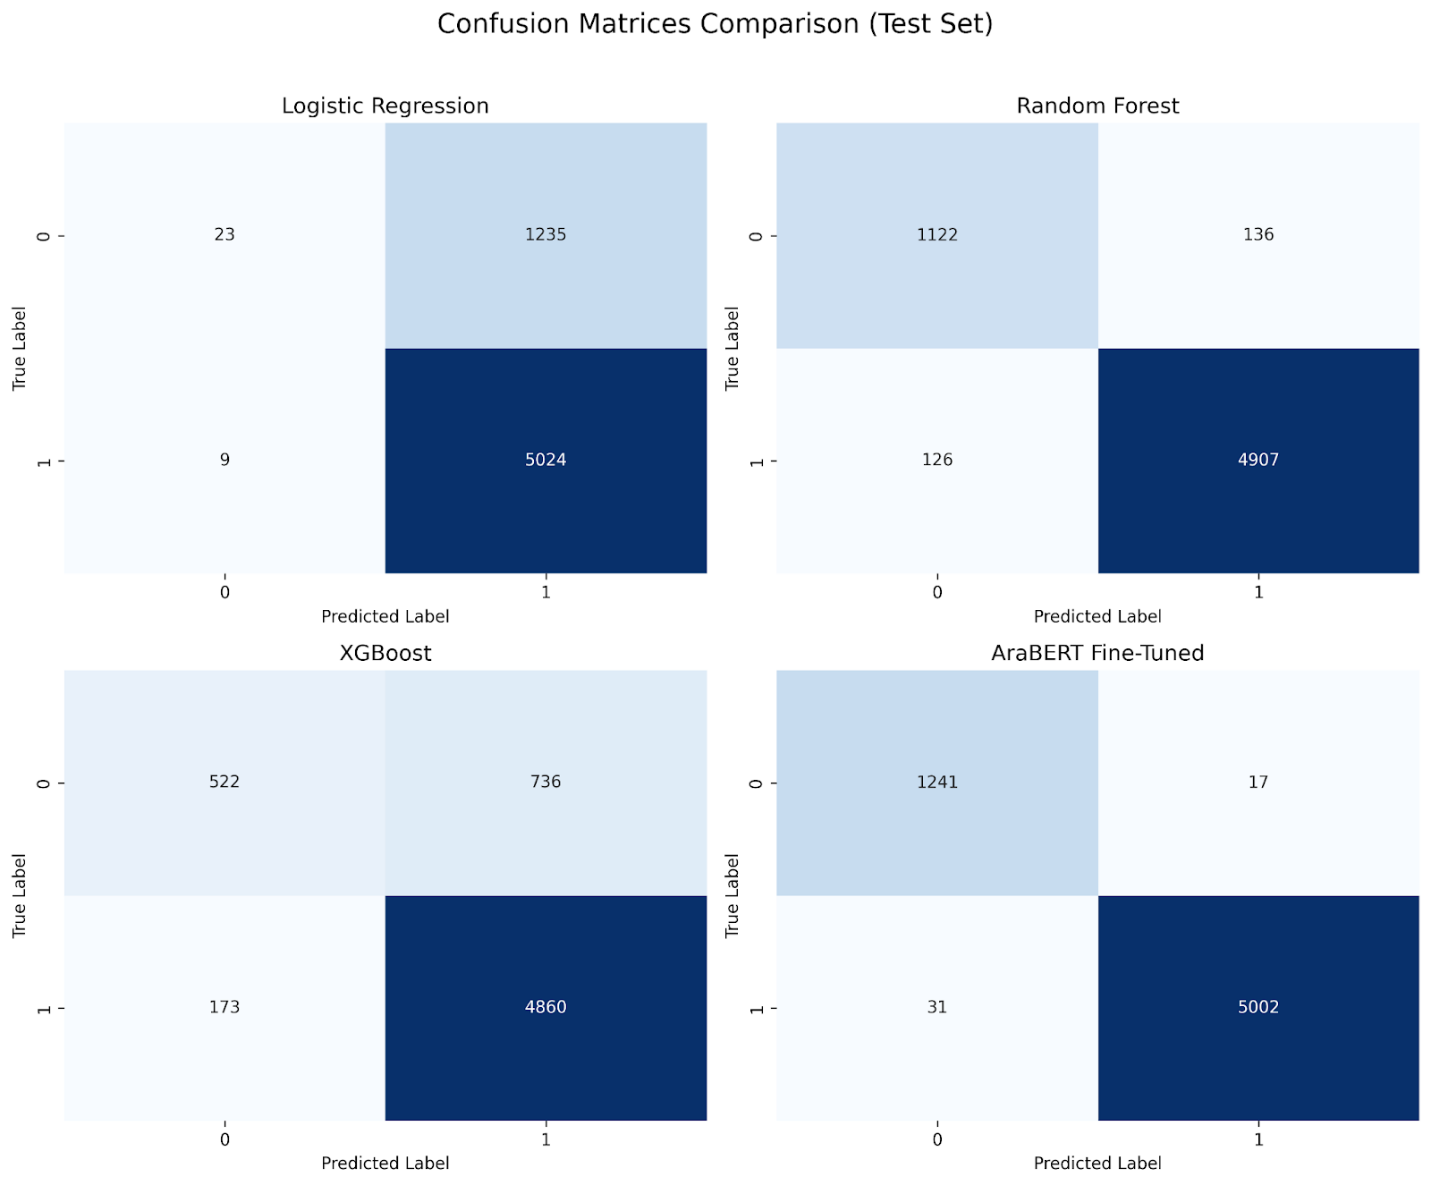 Confusion Matrices Comparison (Test Set)
Logistic Regression
True Label
0
23
1235
1
9
5024
0
1
Predicted Label
Random Forest
True Label
0
1122
136
1
126
4907
0
1
Predicted Label
XGBoost
True Label
0
522
736
1
173
4860
0
1
Predicted Label
AraBERT Fine-Tuned
True Label
0
1241
17
1
31
5002
0
1
Predicted Label